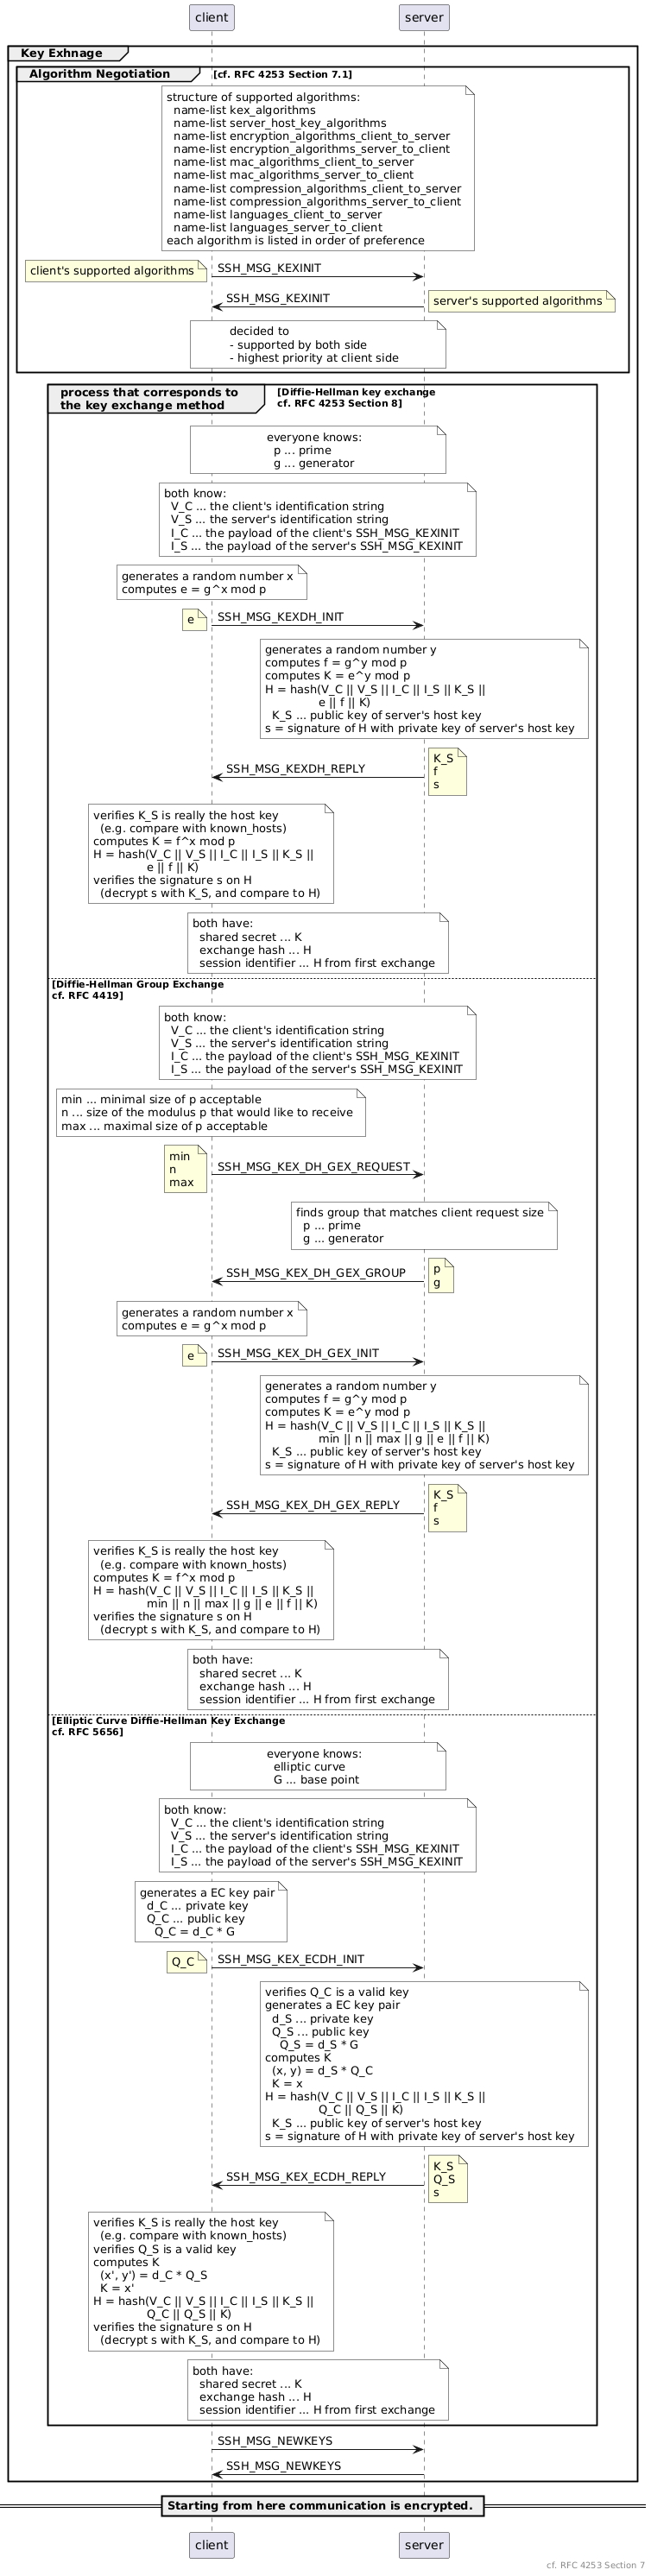 client
server
Key Exhnage
Algorithm Negotiation
[cf. RFC 4253 Section 7.1]
structure of supported algorithms:
name-list kex_algorithms
name-list server_host_key_algorithms
name-list encryption_algorithms_client_to_server
name-list encryption_algorithms_server_to_client
name-list mac_algorithms_client_to_server
name-list mac_algorithms_server_to_client
name-list compression_algorithms_client_to_server
name-list compression_algorithms_server_to_client
name-list languages_client_to_server
name-list languages_server_to_client
each algorithm is listed in order of preference
client's supported algorithms
SSH_MSG_KEXINIT
SSH_MSG_KEXINIT
server's supported algorithms
decided to
- supported by both side
- highest priority at client side
process that corresponds to
the key exchange method
[Diffie-Hellman key exchange
cf. RFC 4253 Section 8]
everyone knows:
p ... prime
g ... generator
both know:
V_C ... the client's identification string
V_S ... the server's identification string
I_C ... the payload of the client's SSH_MSG_KEXINIT
I_S ... the payload of the server's SSH_MSG_KEXINIT
generates a random number x
computes e = g^x mod p
e
SSH_MSG_KEXDH_INIT
generates a random number y
computes f = g^y mod p
computes K = e^y mod p
H = hash(V_C || V_S || I_C || I_S || K_S ||
e || f || K)
K_S ... public key of server's host key
s = signature of H with private key of server's host key
SSH_MSG_KEXDH_REPLY
K_S
f
s
verifies K_S is really the host key
(e.g. compare with known_hosts)
computes K = f^x mod p
H = hash(V_C || V_S || I_C || I_S || K_S ||
e || f || K)
verifies the signature s on H
(decrypt s with K_S, and compare to H)
both have:
shared secret ... K
exchange hash ... H
session identifier ... H from first exchange
[Diffie-Hellman Group Exchange
cf. RFC 4419]
both know:
V_C ... the client's identification string
V_S ... the server's identification string
I_C ... the payload of the client's SSH_MSG_KEXINIT
I_S ... the payload of the server's SSH_MSG_KEXINIT
min ... minimal size of p acceptable
n ... size of the modulus p that would like to receive
max ... maximal size of p acceptable
min
n
max
SSH_MSG_KEX_DH_GEX_REQUEST
finds group that matches client request size
p ... prime
g ... generator
SSH_MSG_KEX_DH_GEX_GROUP
p
g
generates a random number x
computes e = g^x mod p
e
SSH_MSG_KEX_DH_GEX_INIT
generates a random number y
computes f = g^y mod p
computes K = e^y mod p
H = hash(V_C || V_S || I_C || I_S || K_S ||
min || n || max || g || e || f || K)
K_S ... public key of server's host key
s = signature of H with private key of server's host key
SSH_MSG_KEX_DH_GEX_REPLY
K_S
f
s
verifies K_S is really the host key
(e.g. compare with known_hosts)
computes K = f^x mod p
H = hash(V_C || V_S || I_C || I_S || K_S ||
min || n || max || g || e || f || K)
verifies the signature s on H
(decrypt s with K_S, and compare to H)
both have:
shared secret ... K
exchange hash ... H
session identifier ... H from first exchange
[Elliptic Curve Diffie-Hellman Key Exchange
cf. RFC 5656]
everyone knows:
elliptic curve
G ... base point
both know:
V_C ... the client's identification string
V_S ... the server's identification string
I_C ... the payload of the client's SSH_MSG_KEXINIT
I_S ... the payload of the server's SSH_MSG_KEXINIT
generates a EC key pair
d_C ... private key
Q_C ... public key
Q_C = d_C * G
Q_C
SSH_MSG_KEX_ECDH_INIT
verifies Q_C is a valid key
generates a EC key pair
d_S ... private key
Q_S ... public key
Q_S = d_S * G
computes K
(x, y) = d_S * Q_C
K = x
H = hash(V_C || V_S || I_C || I_S || K_S ||
Q_C || Q_S || K)
K_S ... public key of server's host key
s = signature of H with private key of server's host key
SSH_MSG_KEX_ECDH_REPLY
K_S
Q_S
s
verifies K_S is really the host key
(e.g. compare with known_hosts)
verifies Q_S is a valid key
computes K
(x', y') = d_C * Q_S
K = x'
H = hash(V_C || V_S || I_C || I_S || K_S ||
Q_C || Q_S || K)
verifies the signature s on H
(decrypt s with K_S, and compare to H)
both have:
shared secret ... K
exchange hash ... H
session identifier ... H from first exchange
SSH_MSG_NEWKEYS
SSH_MSG_NEWKEYS
Starting from here communication is encrypted.
client
server
cf. RFC 4253 Section 7